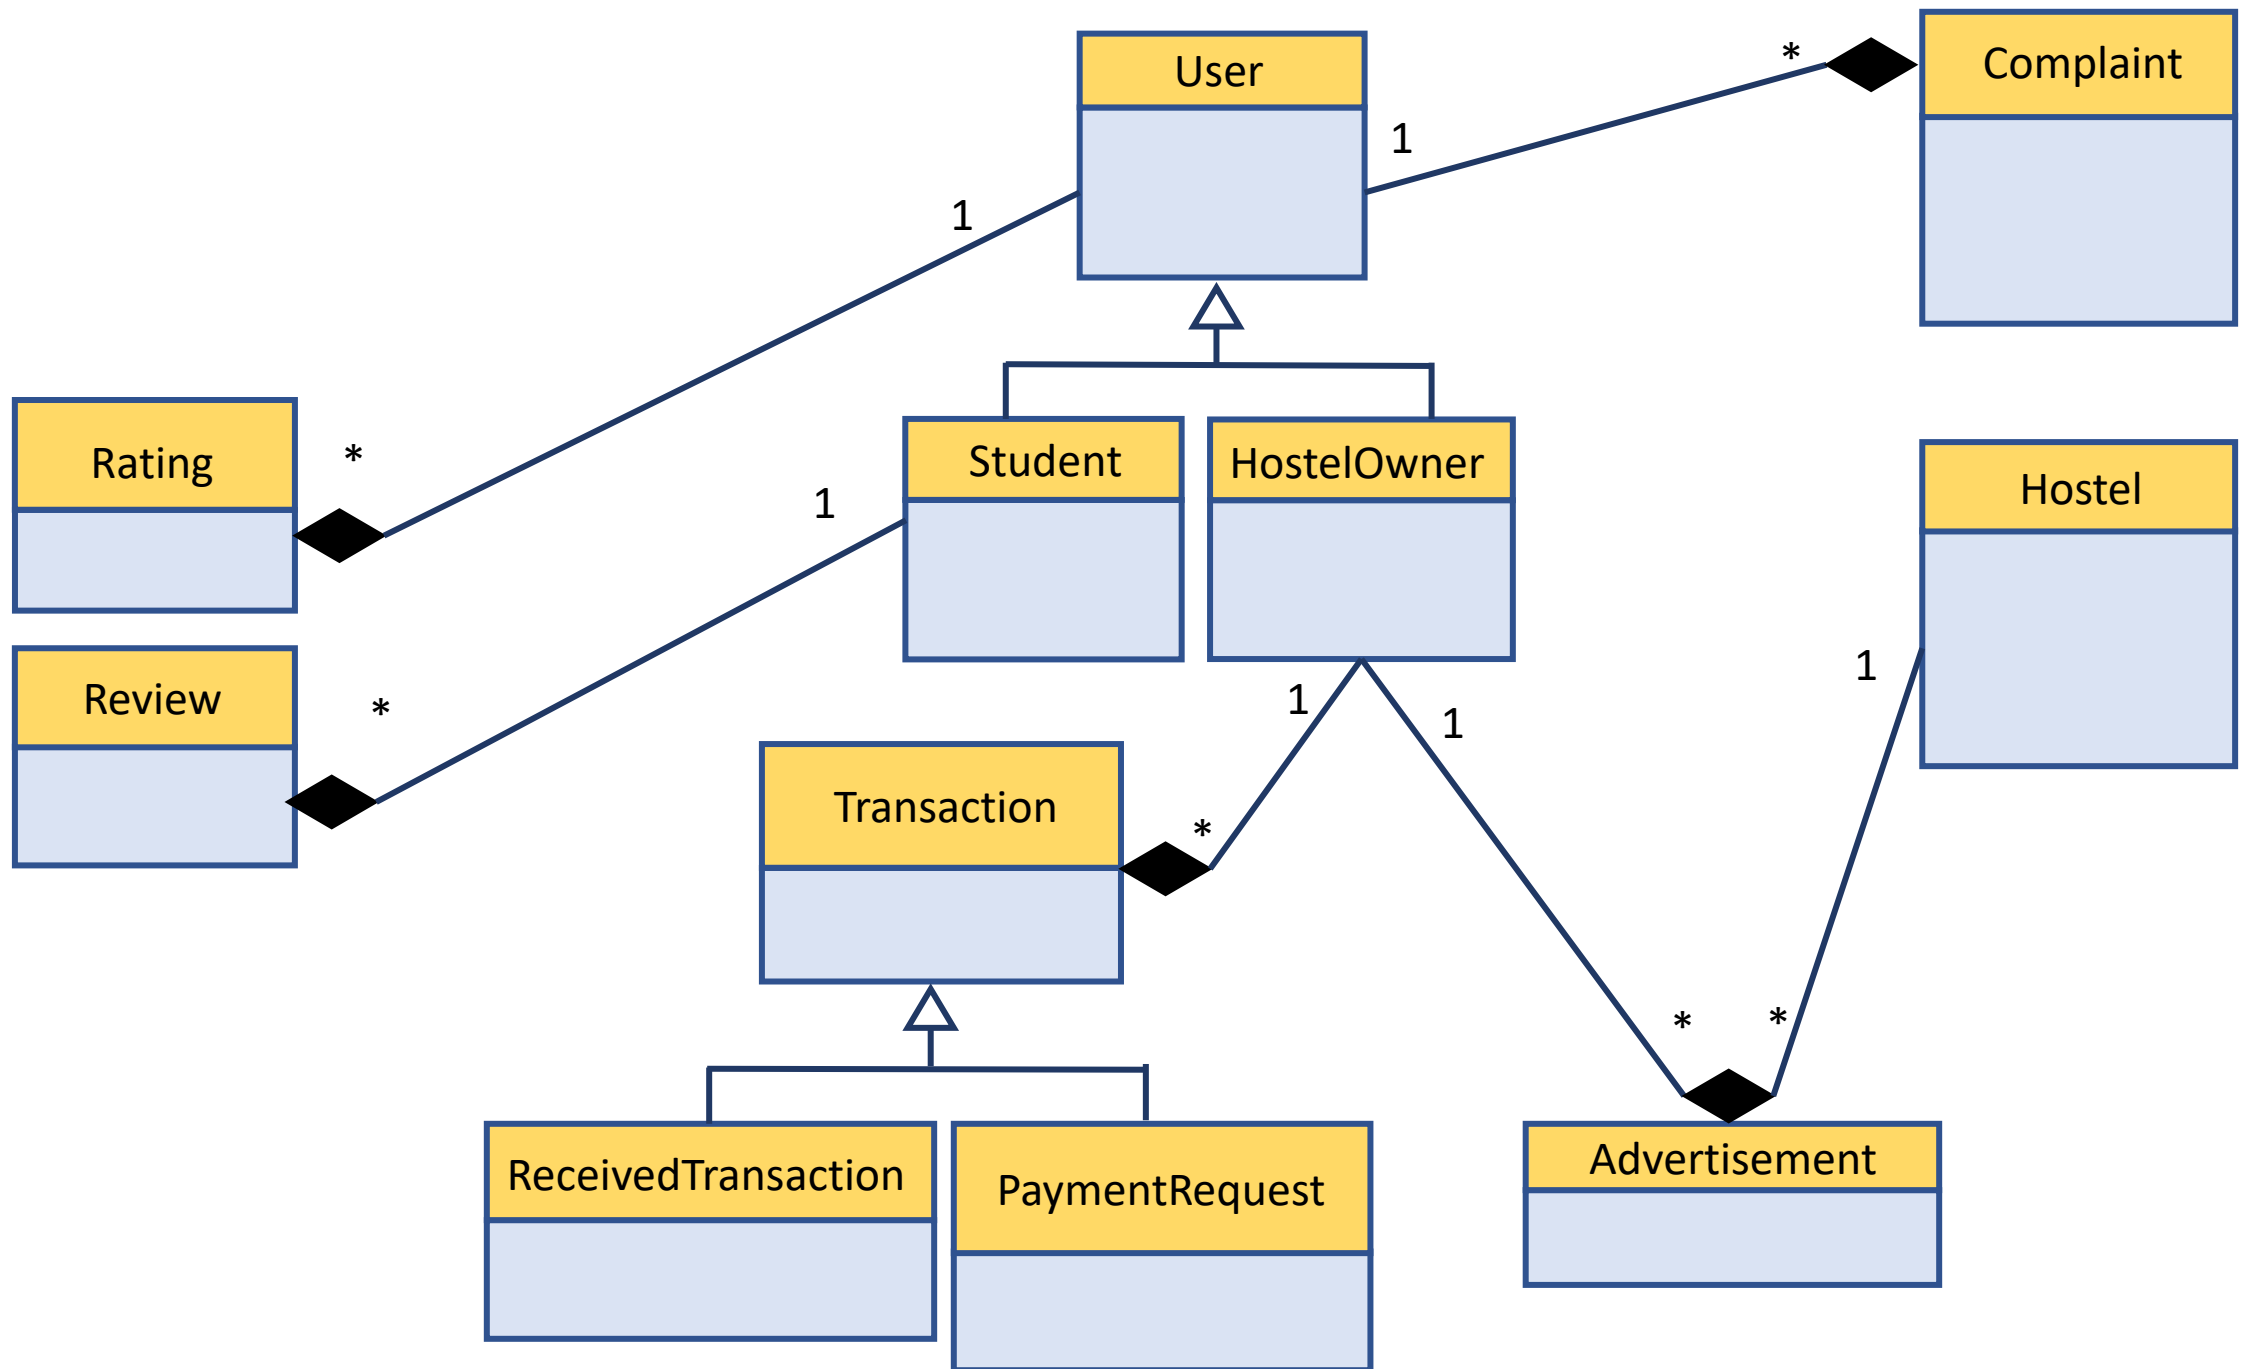 User
*
Complaint
1
1
Rating
*
Student
HostelOwner
Hostel
1
Review
*
1
1
1
Transaction
*
*
*
ReceivedTransaction
PaymentRequest
Advertisement